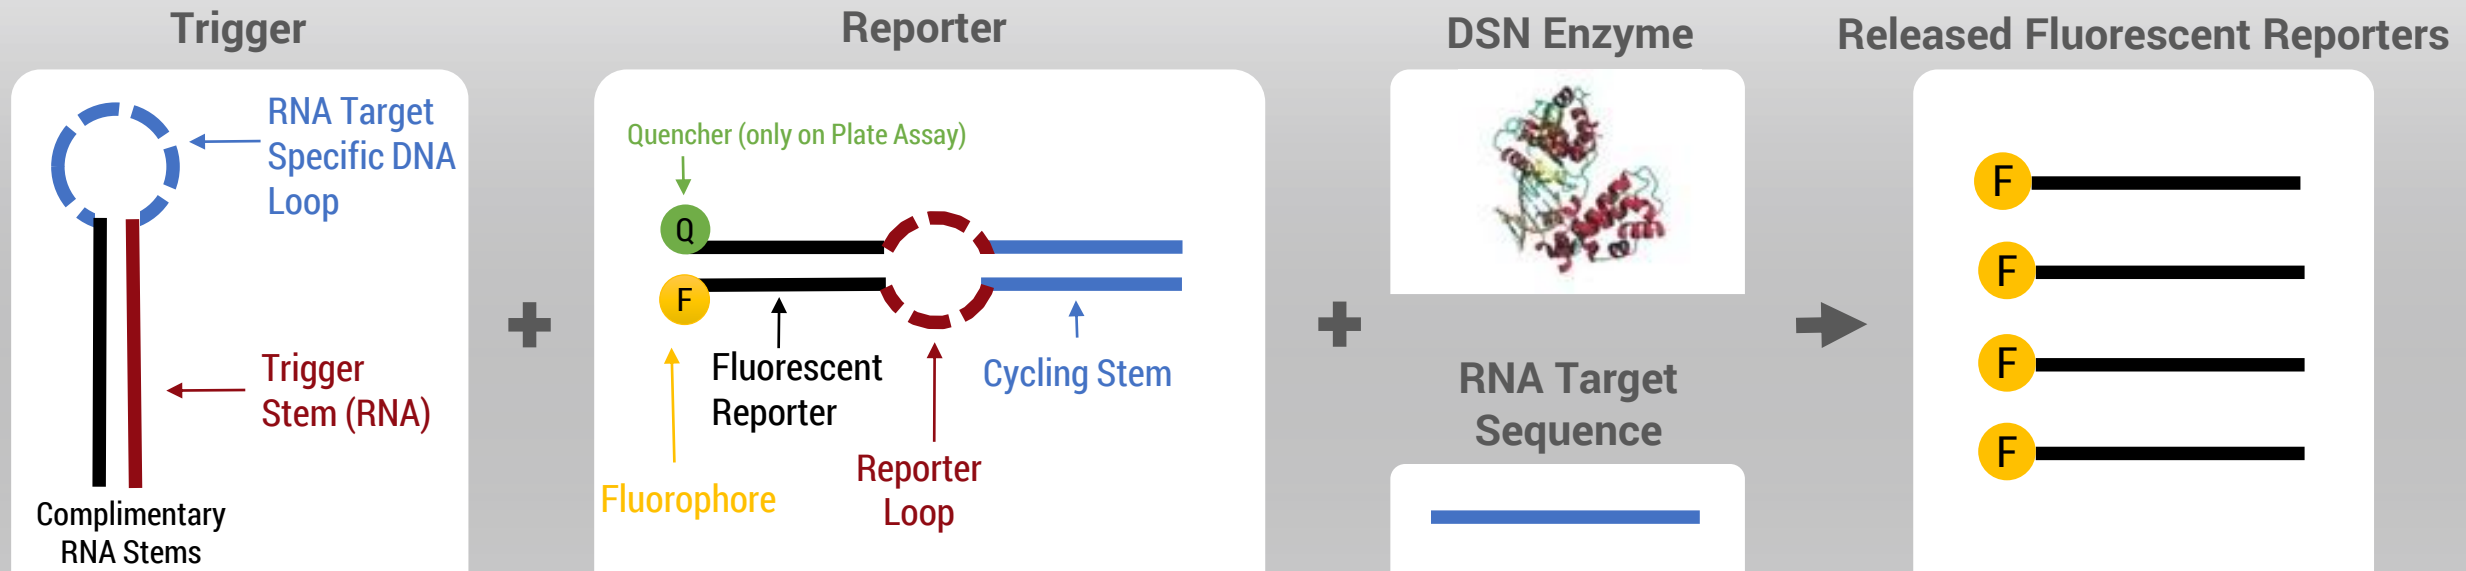 Trigger
RNA Target
Specific DNA
Loop
Trigger
Stem (RNA)
Complimentary
RNA Stems
Reporter
Quencher (only on Plate Assay)
Q
F
Fluorescent
Reporter
Cycling Stem
Fluorophore
Reporter
Loop
DSN Enzyme
RNA Target
Sequence
Released Fluorescent Reporters
F
F
F
F